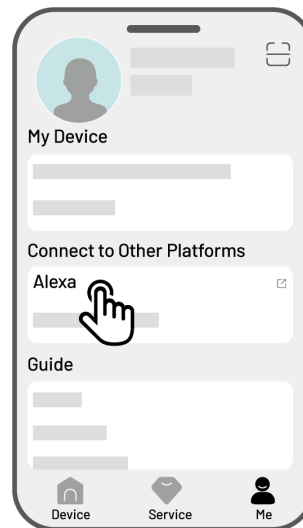 My Device
Connect to Other Platforms
Alexa
Guide
Device
Service
Me